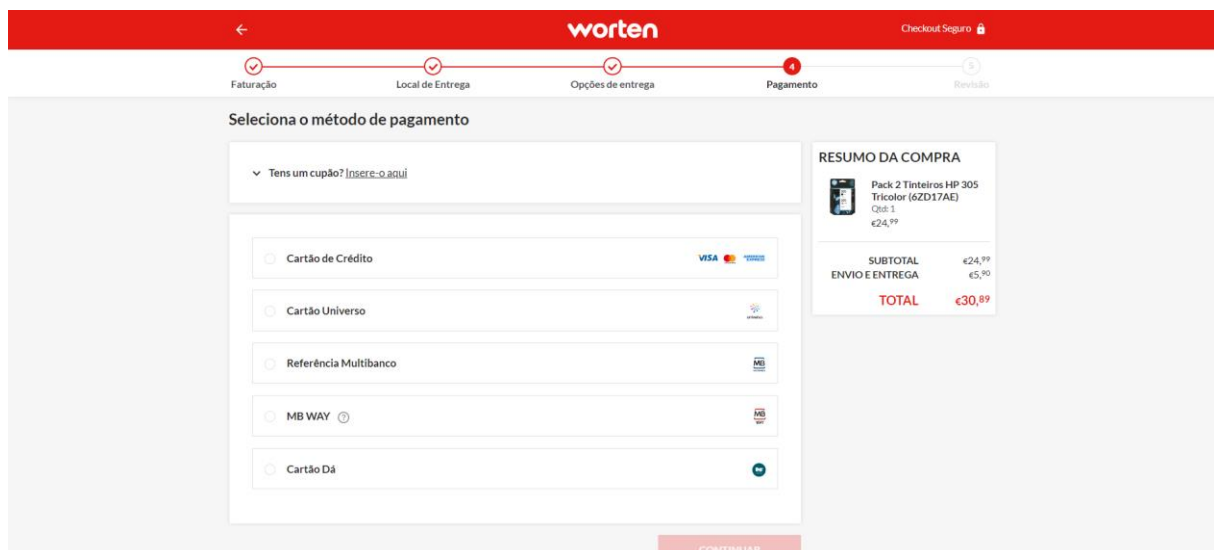 worten
Checkout Seguro
4
5
Faturação
Local de Entrega
Opções de entrega
Pagamento
Revisão
Seleciona o método de pagamento
Tens um cupão? Insere-o aqui
Cartão de Crédito
VISA
Cartão Universo
Referência Multibanco
MB
MB WAY ?
MB
Cartão Dá
CONTINUAR
RESUMO DA COMPRA
Pack 2 Tinteiros HP 305
Tricolor (6ZD17AE)
Qtd: 1
€24,99
SUBTOTAL €24,99
ENVIO E ENTREGA €5,90
TOTAL €30,89